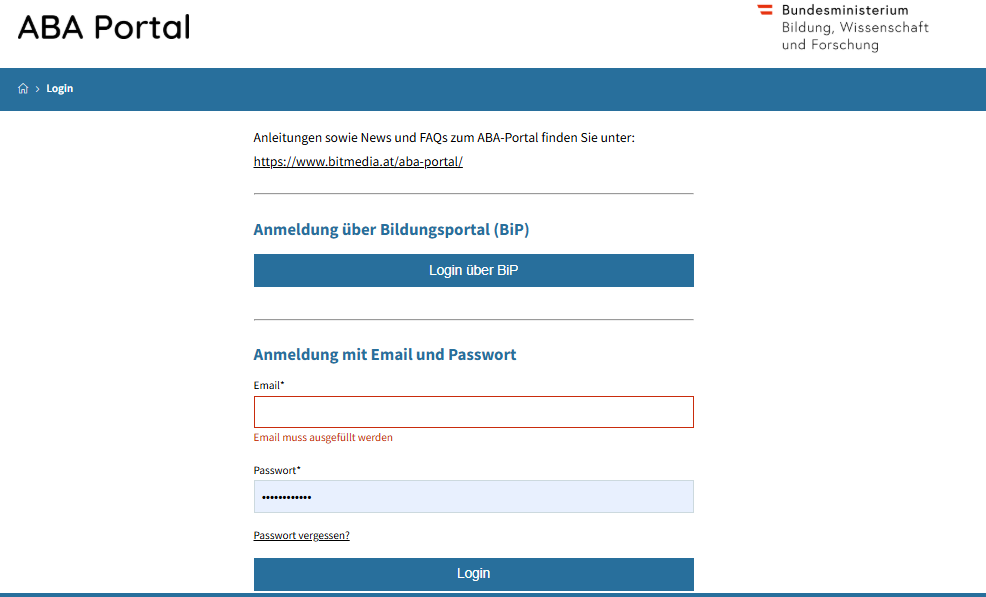 ABA Portal
Bundesministerium
Bildung, Wissenschaft
und Forschung
> Login
Anleitungen sowie News und FAQs zum ABA-Portal finden Sie unter:
https://www.bitmedia.at/aba-portal/
Anmeldung über Bildungsportal (BiP)
Login über BiP
Anmeldung mit Email und Passwort
Email*
Email muss ausgefüllt werden
Passwort*
••••••••••••
Passwort vergessen?
Login